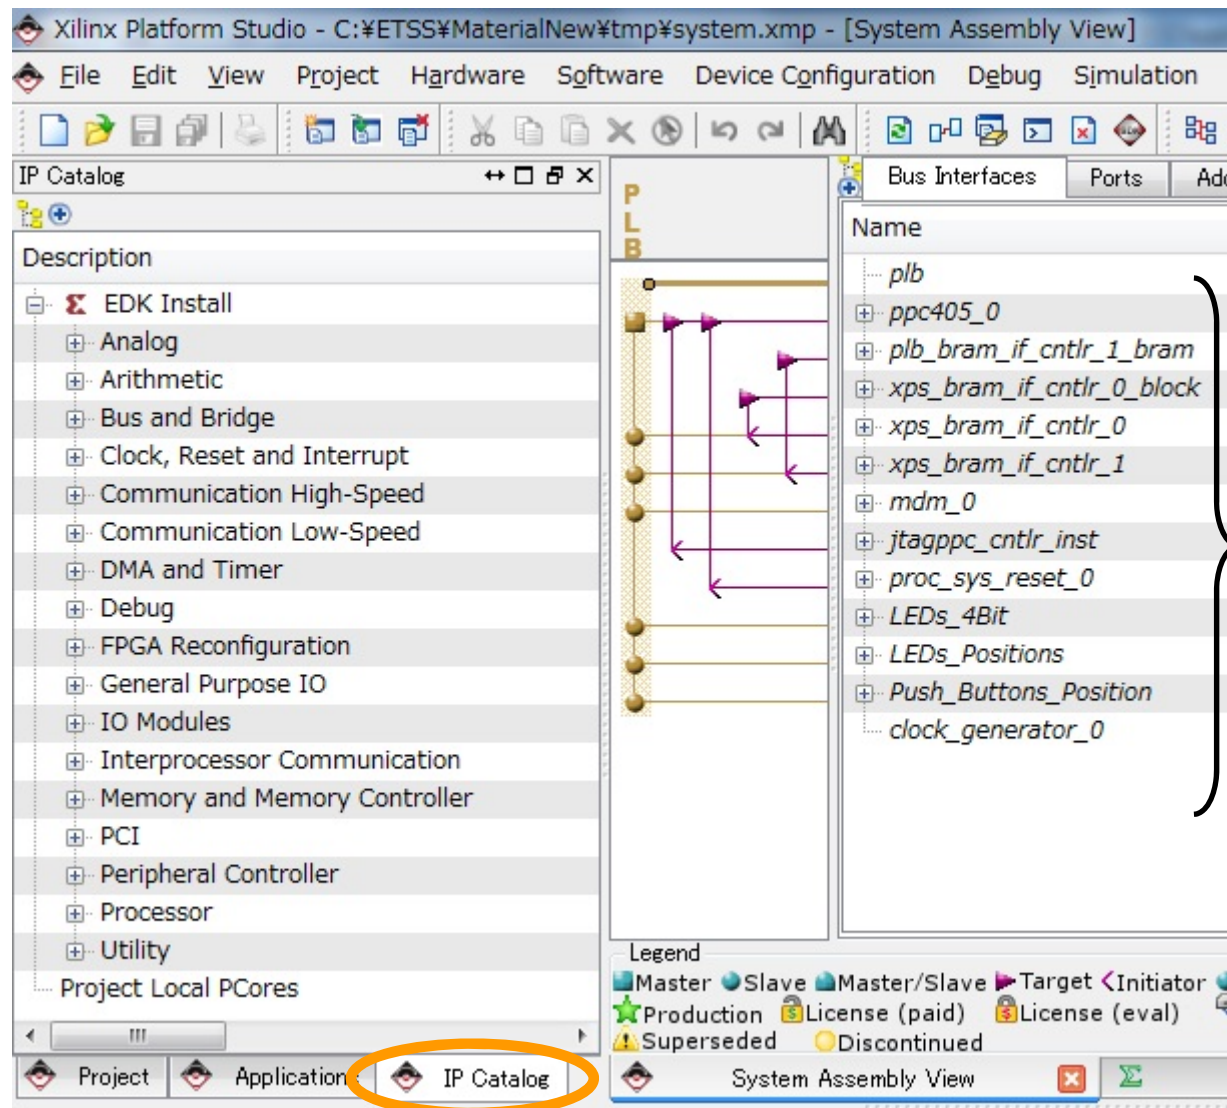 Xilinx Platform Studio - C:¥ETSS¥MaterialNew¥tmp¥system.xmp - [System Assembly View]
File Edit View Project Hardware Software Device Configuration Debug Simulation
IP Catalog
Description
EDK Install
Analog
Arithmetic
Bus and Bridge
Clock, Reset and Interrupt
Communication High-Speed
Communication Low-Speed
DMA and Timer
Debug
FPGA Reconfiguration
General Purpose IO
IO Modules
Interprocessor Communication
Memory and Memory Controller
PCI
Peripheral Controller
Processor
Utility
Project Local PCores
Project Applications IP Catalog
PLB
Bus Interfaces Ports
Name
plb
ppc405_0
plb_bram_if_cntlr_1_bram
xps_bram_if_cntlr_0_block
xps_bram_if_cntlr_0
xps_bram_if_cntlr_1
mdm_0
jtagppc_cntlr_inst
proc_sys_reset_0
LEDs_4Bit
LEDs_Positions
Push_Buttons_Position
clock_generator_0
Legend
Master Slave Master/Slave Target Initiator
Production License (paid) License (eval)
Superseded Discontinued
System Assembly View